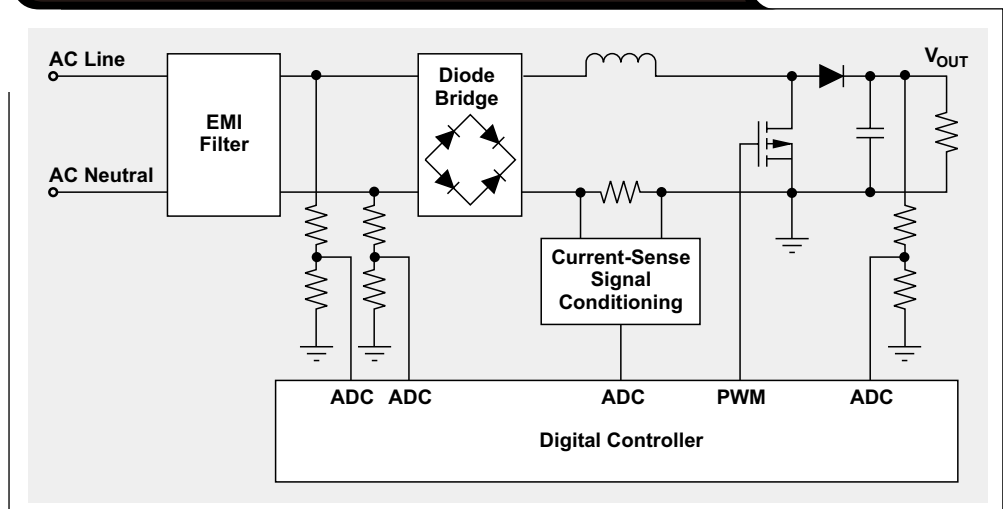 AC Line
AC Neutral
EMI
Filter
Diode
Bridge
VOUT
Current-Sense
Signal
Conditioning
ADC ADC ADC PWM ADC
Digital Controller